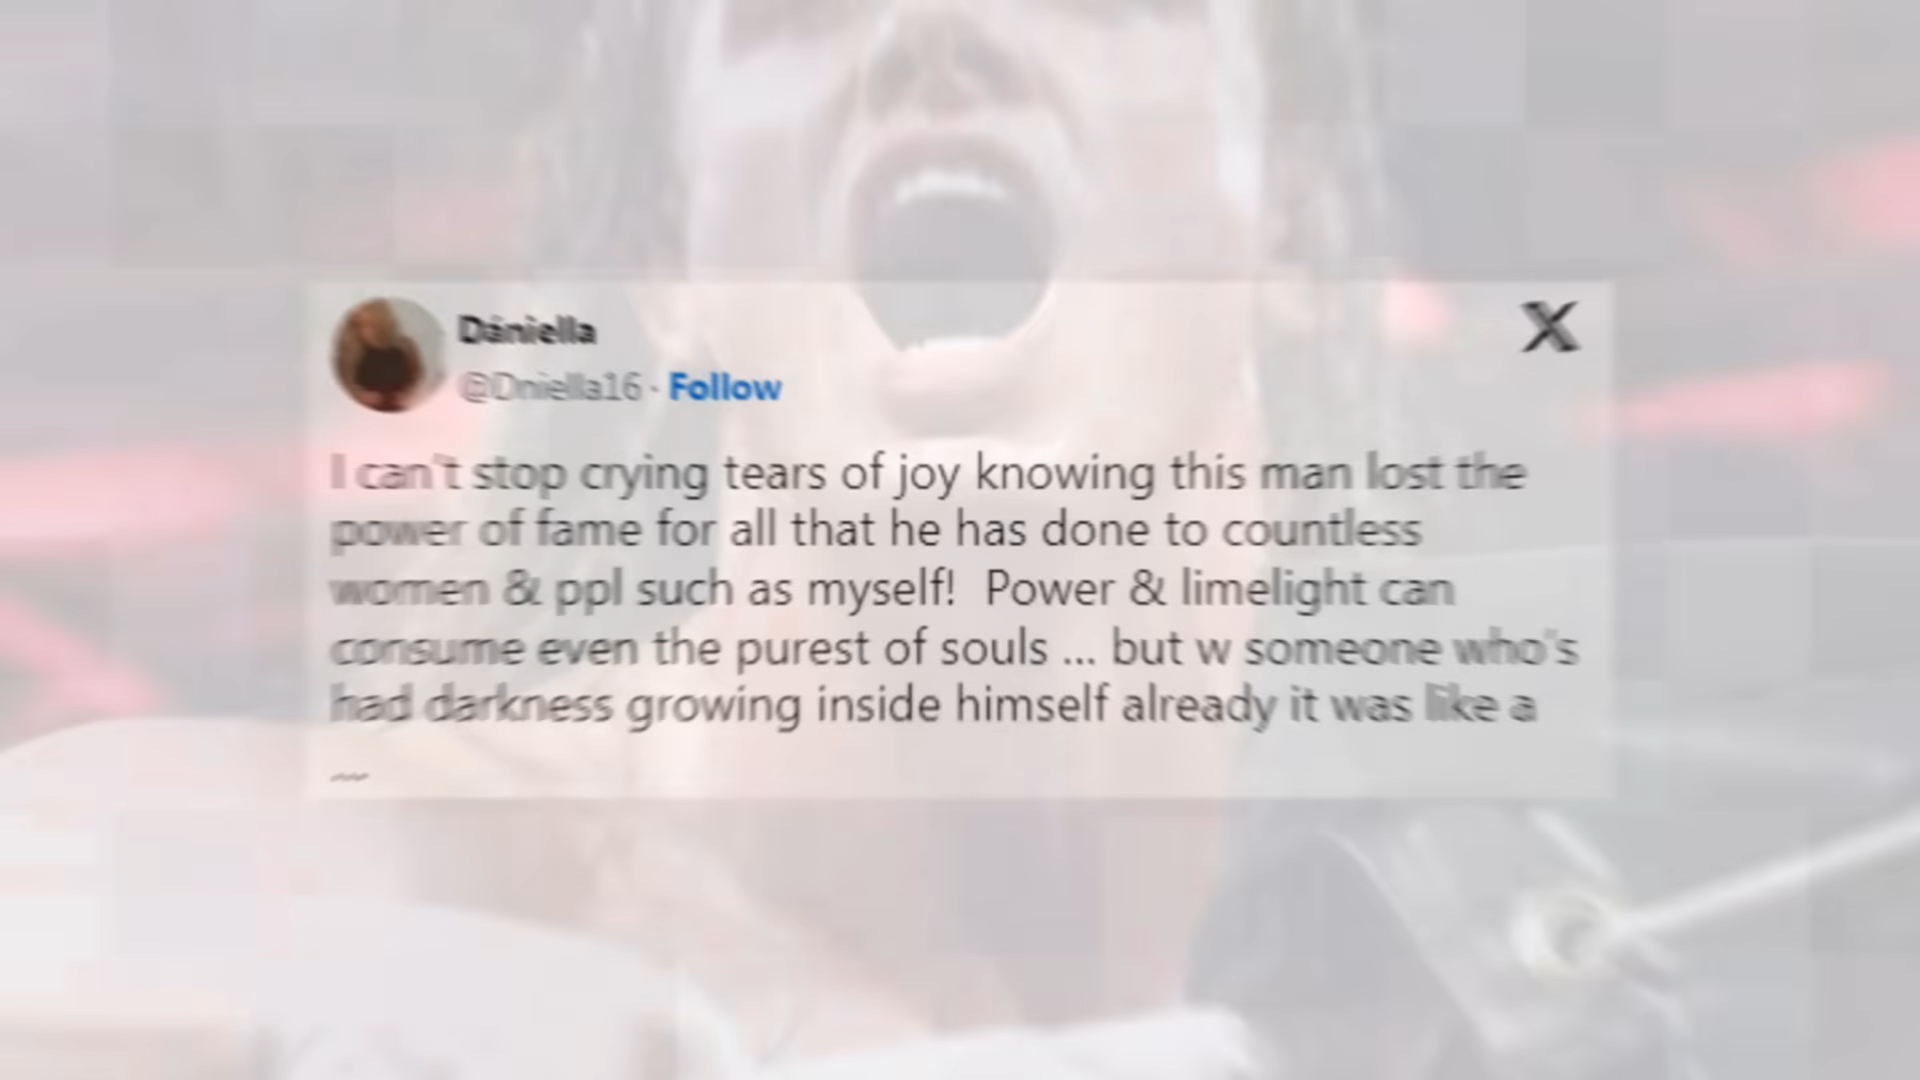 Dániella
@Dniella16 · Follow
I can't stop crying tears of joy knowing this man lost the
power of fame for all that he has done to countless
women & ppl such as myself!  Power & limelight can
consume even the purest of souls ... but w someone who's
had darkness growing inside himself already it was like a